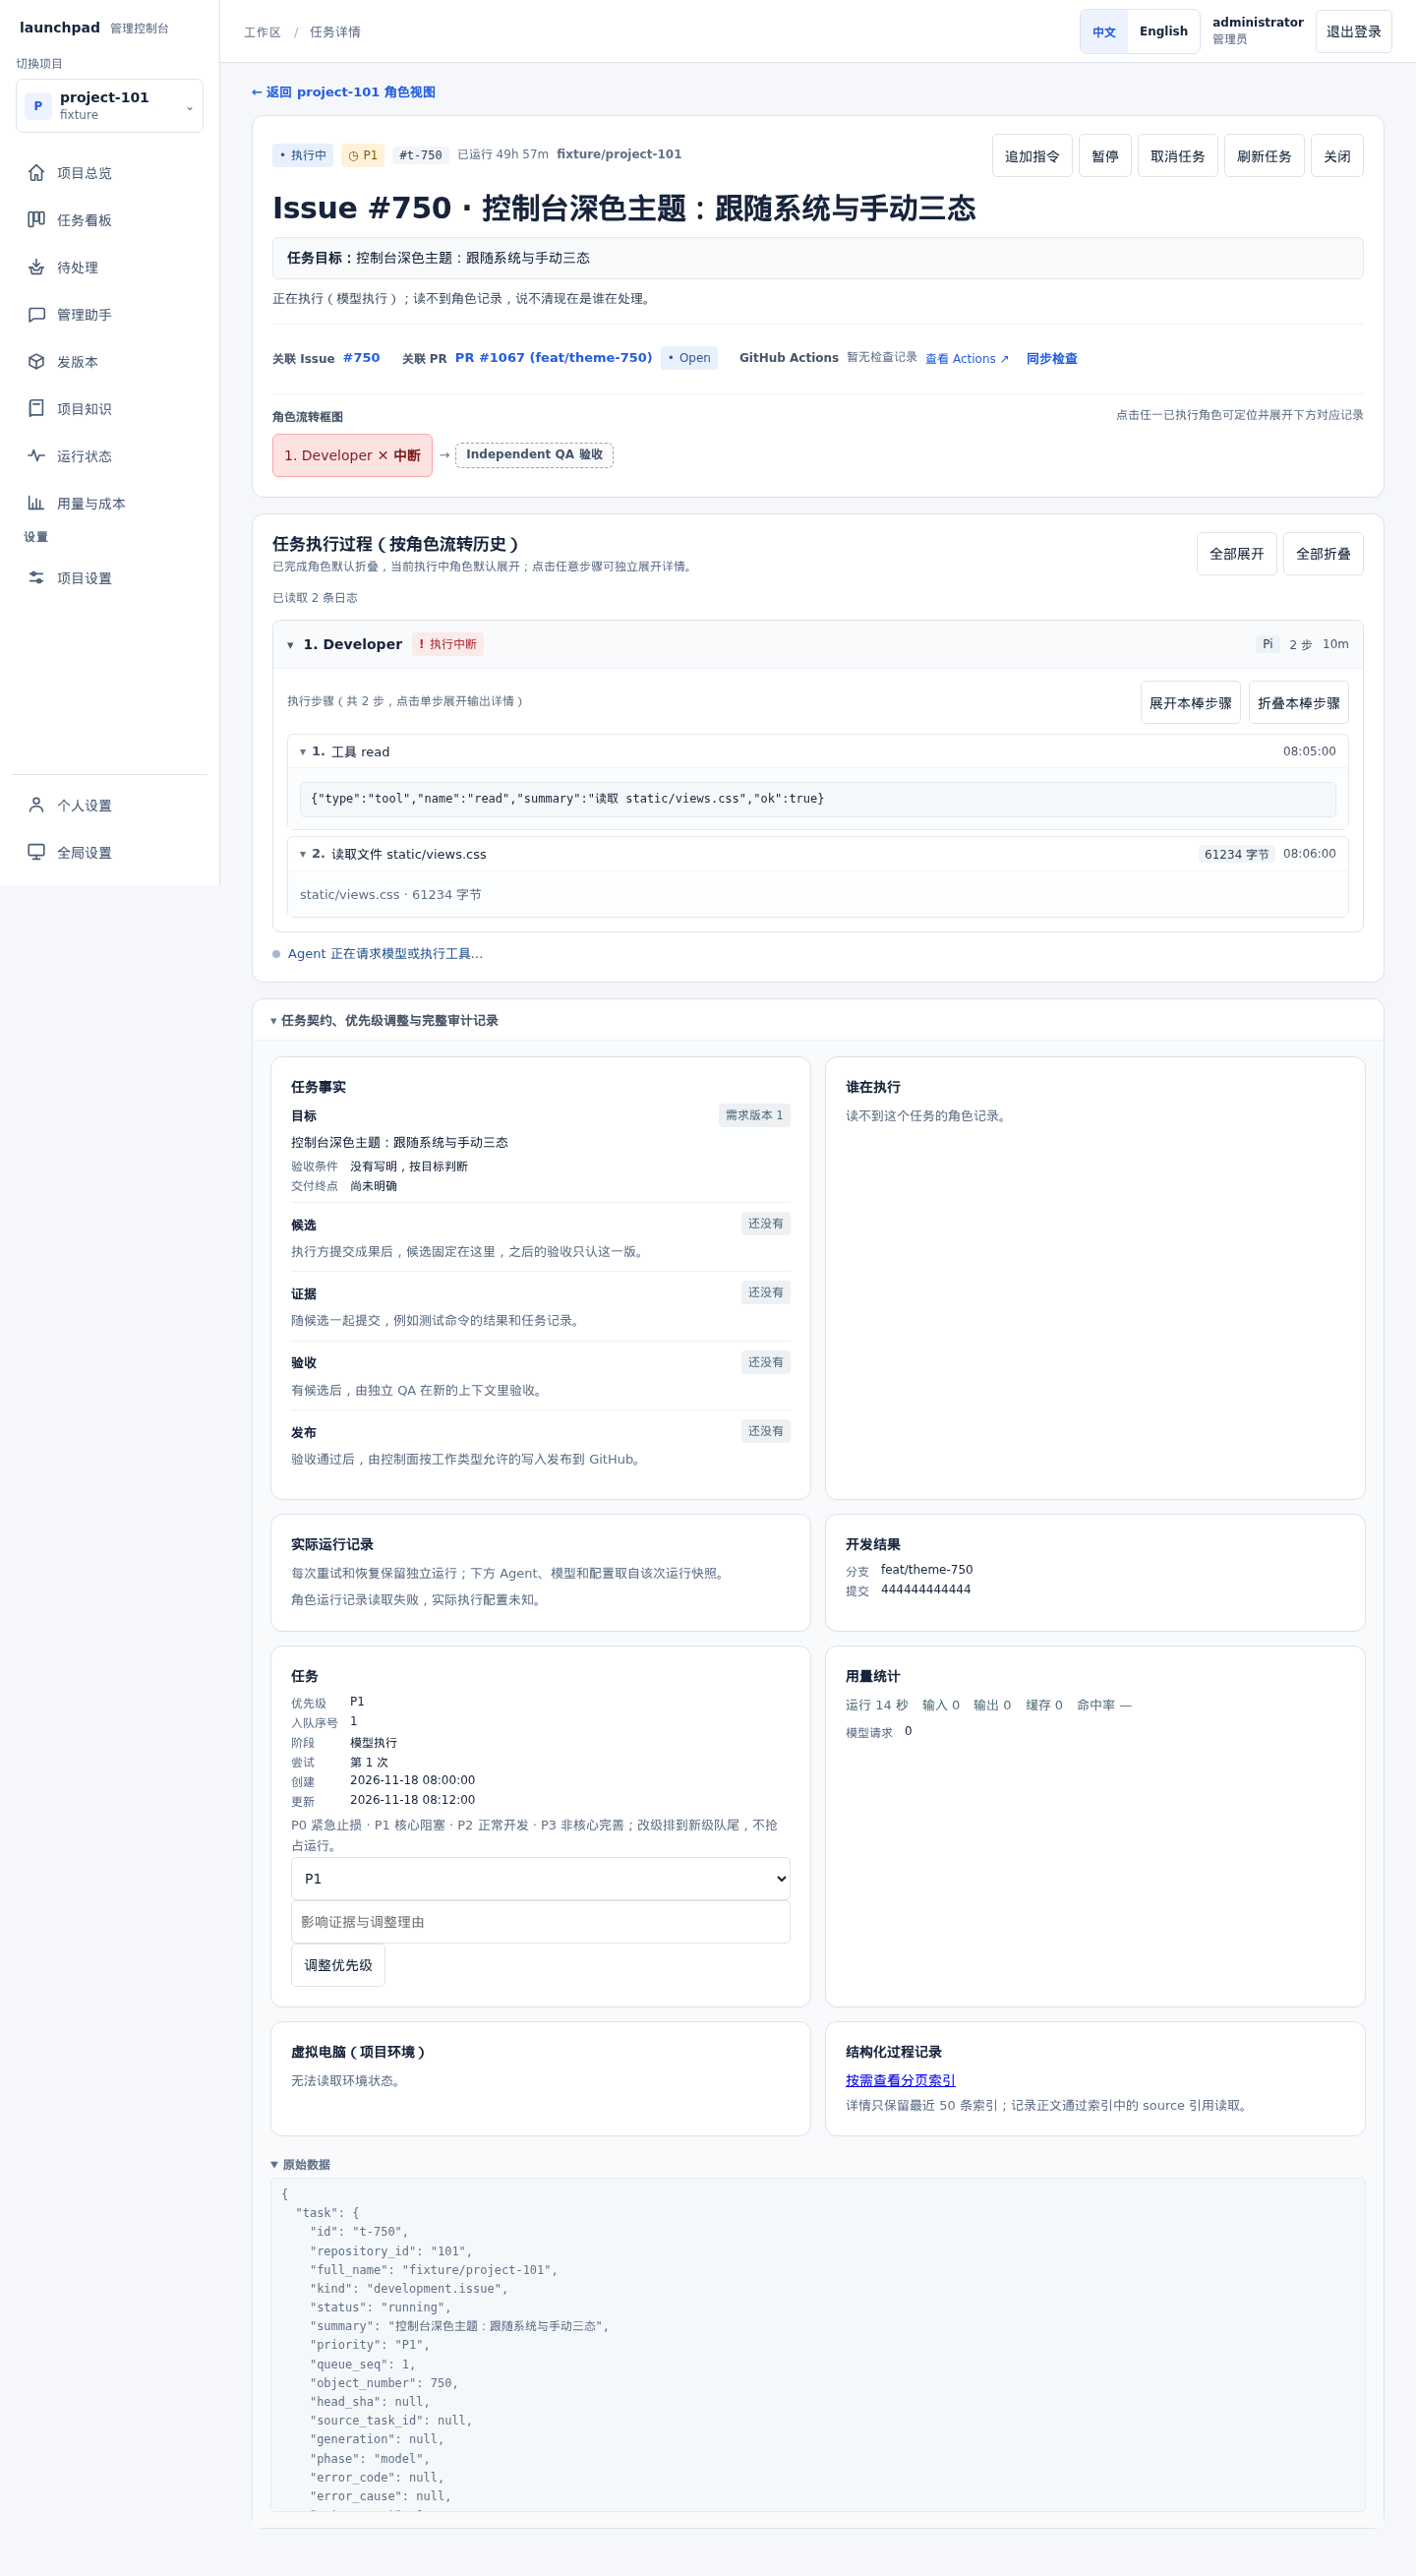 launchpad 管理控制台
切换项目
P project-101
fixture
项目总览
任务看板
待处理
管理助手
发版本
项目知识
运行状态
用量与成本
设置
项目设置
个人设置
全局设置
工作区 / 任务详情
中文 English
administrator
管理员
退出登录
← 返回 project-101 角色视图
• 执行中 ◷ P1 #t-750 已运行 49h 57m fixture/project-101
追加指令 暂停 取消任务 刷新任务 关闭
Issue #750 · 控制台深色主题：跟随系统与手动三态
任务目标：控制台深色主题：跟随系统与手动三态
正在执行（模型执行）；读不到角色记录，说不清现在是谁在处理。
关联 Issue #750 关联 PR PR #1067 (feat/theme-750) • Open GitHub Actions 暂无检查记录 查看 Actions ↗ 同步检查
角色流转框图 点击任一已执行角色可定位并展开下方对应记录
1. Developer ✕ 中断 → Independent QA 验收
任务执行过程（按角色流转历史）
已完成角色默认折叠，当前执行中角色默认展开；点击任意步骤可独立展开详情。
全部展开 全部折叠
已读取 2 条日志
▾ 1. Developer ! 执行中断 Pi 2 步 10m
执行步骤（共 2 步，点击单步展开输出详情） 展开本棒步骤 折叠本棒步骤
▾ 1. 工具 read 08:05:00
{"type":"tool","name":"read","summary":"读取 static/views.css","ok":true}
▾ 2. 读取文件 static/views.css 61234 字节 08:06:00
static/views.css · 61234 字节
Agent 正在请求模型或执行工具…
▾ 任务契约、优先级调整与完整审计记录
任务事实
目标 需求版本 1
控制台深色主题：跟随系统与手动三态
验收条件 没有写明，按目标判断
交付终点 尚未明确
候选 还没有
执行方提交成果后，候选固定在这里，之后的验收只认这一版。
证据 还没有
随候选一起提交，例如测试命令的结果和任务记录。
验收 还没有
有候选后，由独立 QA 在新的上下文里验收。
发布 还没有
验收通过后，由控制面按工作类型允许的写入发布到 GitHub。
谁在执行
读不到这个任务的角色记录。
实际运行记录
每次重试和恢复保留独立运行；下方 Agent、模型和配置取自该次运行快照。
角色运行记录读取失败，实际执行配置未知。
开发结果
分支 feat/theme-750
提交 444444444444
任务
优先级 P1
入队序号 1
阶段 模型执行
尝试 第 1 次
创建 2026-11-18 08:00:00
更新 2026-11-18 08:12:00
P0 紧急止损 · P1 核心阻塞 · P2 正常开发 · P3 非核心完善；改级排到新级队尾，不抢
占运行。
P1
影响证据与调整理由
调整优先级
用量统计
运行 14 秒 输入 0 输出 0 缓存 0 命中率 —
模型请求 0
虚拟电脑（项目环境）
无法读取环境状态。
结构化过程记录
按需查看分页索引
详情只保留最近 50 条索引；记录正文通过索引中的 source 引用读取。
▼ 原始数据
{
"task": {
"id": "t-750",
"repository_id": "101",
"full_name": "fixture/project-101",
"kind": "development.issue",
"status": "running",
"summary": "控制台深色主题：跟随系统与手动三态",
"priority": "P1",
"queue_seq": 1,
"object_number": 750,
"head_sha": null,
"source_task_id": null,
"generation": null,
"phase": "model",
"error_code": null,
"error_cause": null,